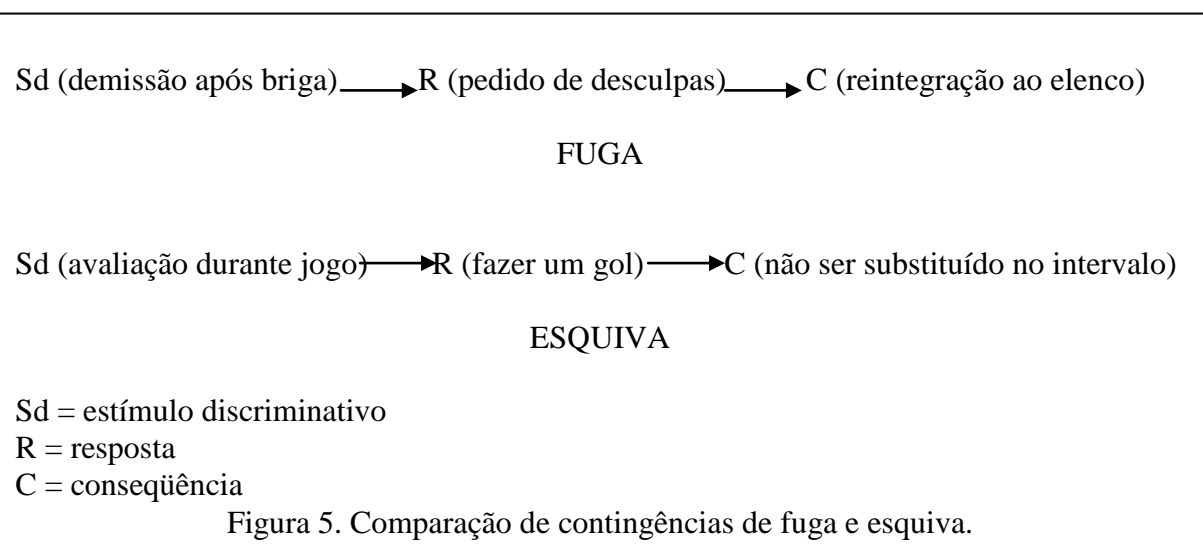 Sd (demissão após briga) R (pedido de desculpas) C (reintegração ao elenco)
FUGA
Sd (avaliação durante jogo) R (fazer um gol) C (não ser substituído no intervalo)
ESQUIVA
Sd = estímulo discriminativo
R = resposta
C = conseqüência
Figura 5. Comparação de contingências de fuga e esquiva.